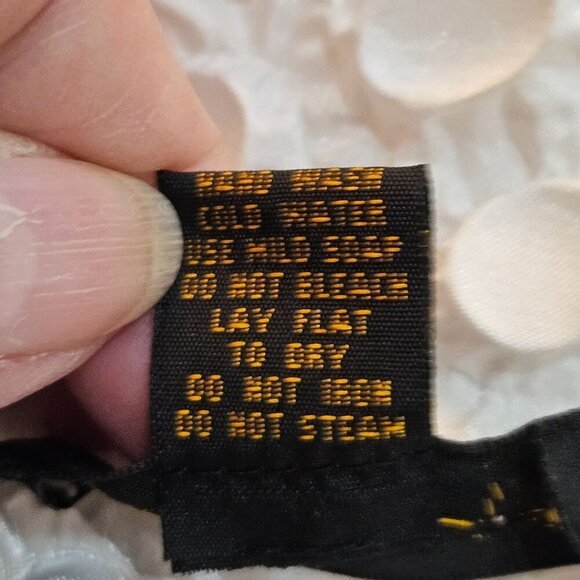 HAND WASH
COLD WATER
USE MILD SOAP
DO NOT BLEACH
LAY FLAT
TO DRY
DO NOT IRON
DO NOT STEAM